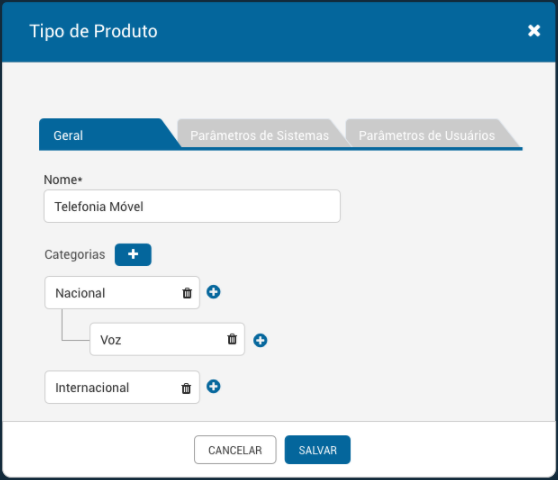 Tipo de Produto
Geral Parâmetros de Sistemas Parâmetros de Usuários
Nome*
Telefonia Móvel
Categorias
Nacional
Voz
Internacional
CANCELAR SALVAR